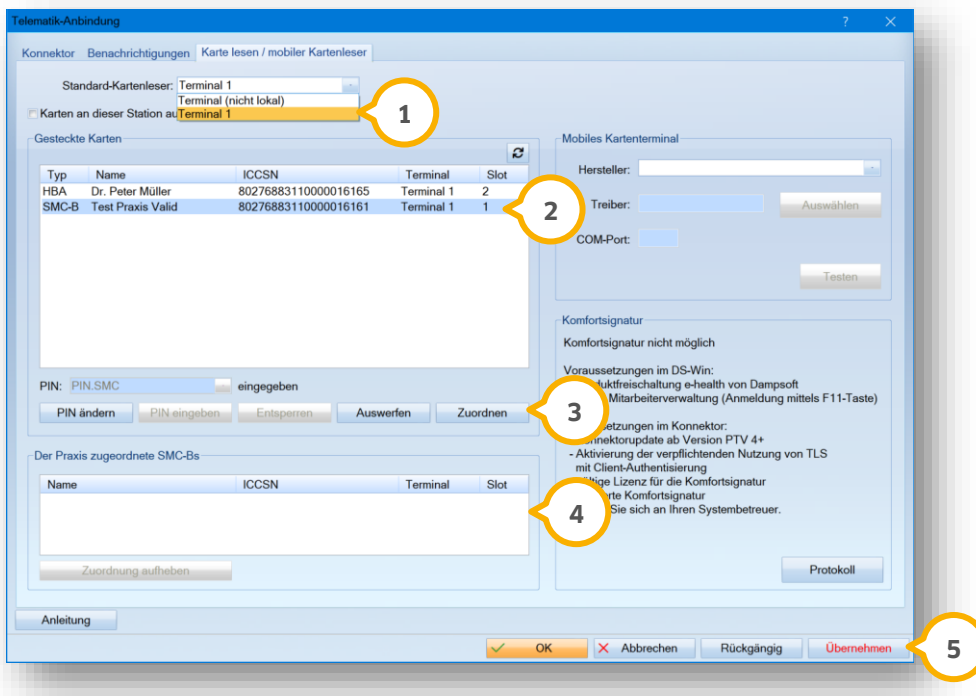 Telematik-Anbindung ? ×
Konnektor Benachrichtigungen Karte lesen / mobiler Kartenleser
Standard-Kartenleser: Terminal 1
Terminal (nicht lokal)
Karten an dieser Station au Terminal 1
1
Gesteckte Karten
Typ Name ICCSN Terminal Slot
HBA Dr. Peter Müller 80276883110000016165 Terminal 1 2
SMC-B Test Praxis Valid 80276883110000016161 Terminal 1 1
2
PIN: PIN.SMC eingegeben
PIN ändern PIN eingeben Entsperren Auswerfen Zuordnen
3
Der Praxis zugeordnete SMC-Bs
Name ICCSN Terminal Slot
4
Zuordnung aufheben
Mobiles Kartenterminal
Hersteller:
Treiber: Auswählen
COM-Port:
Testen
Komfortsignatur
Komfortsignatur nicht möglich
Voraussetzungen im DS-Win:
duktfreischaltung e-health von Dampsoft
Mitarbeiterverwaltung (Anmeldung mittels F11-Taste)
setzungen im Konnektor:
nnektorupdate ab Version PTV 4+
- Aktivierung der verpflichtenden Nutzung von TLS
mit Client-Authentisierung
ltige Lizenz für die Komfortsignatur
erte Komfortsignatur
Sie sich an Ihren Systembetreuer.
Protokoll
Anleitung
OK Abbrechen Rückgängig Übernehmen
5